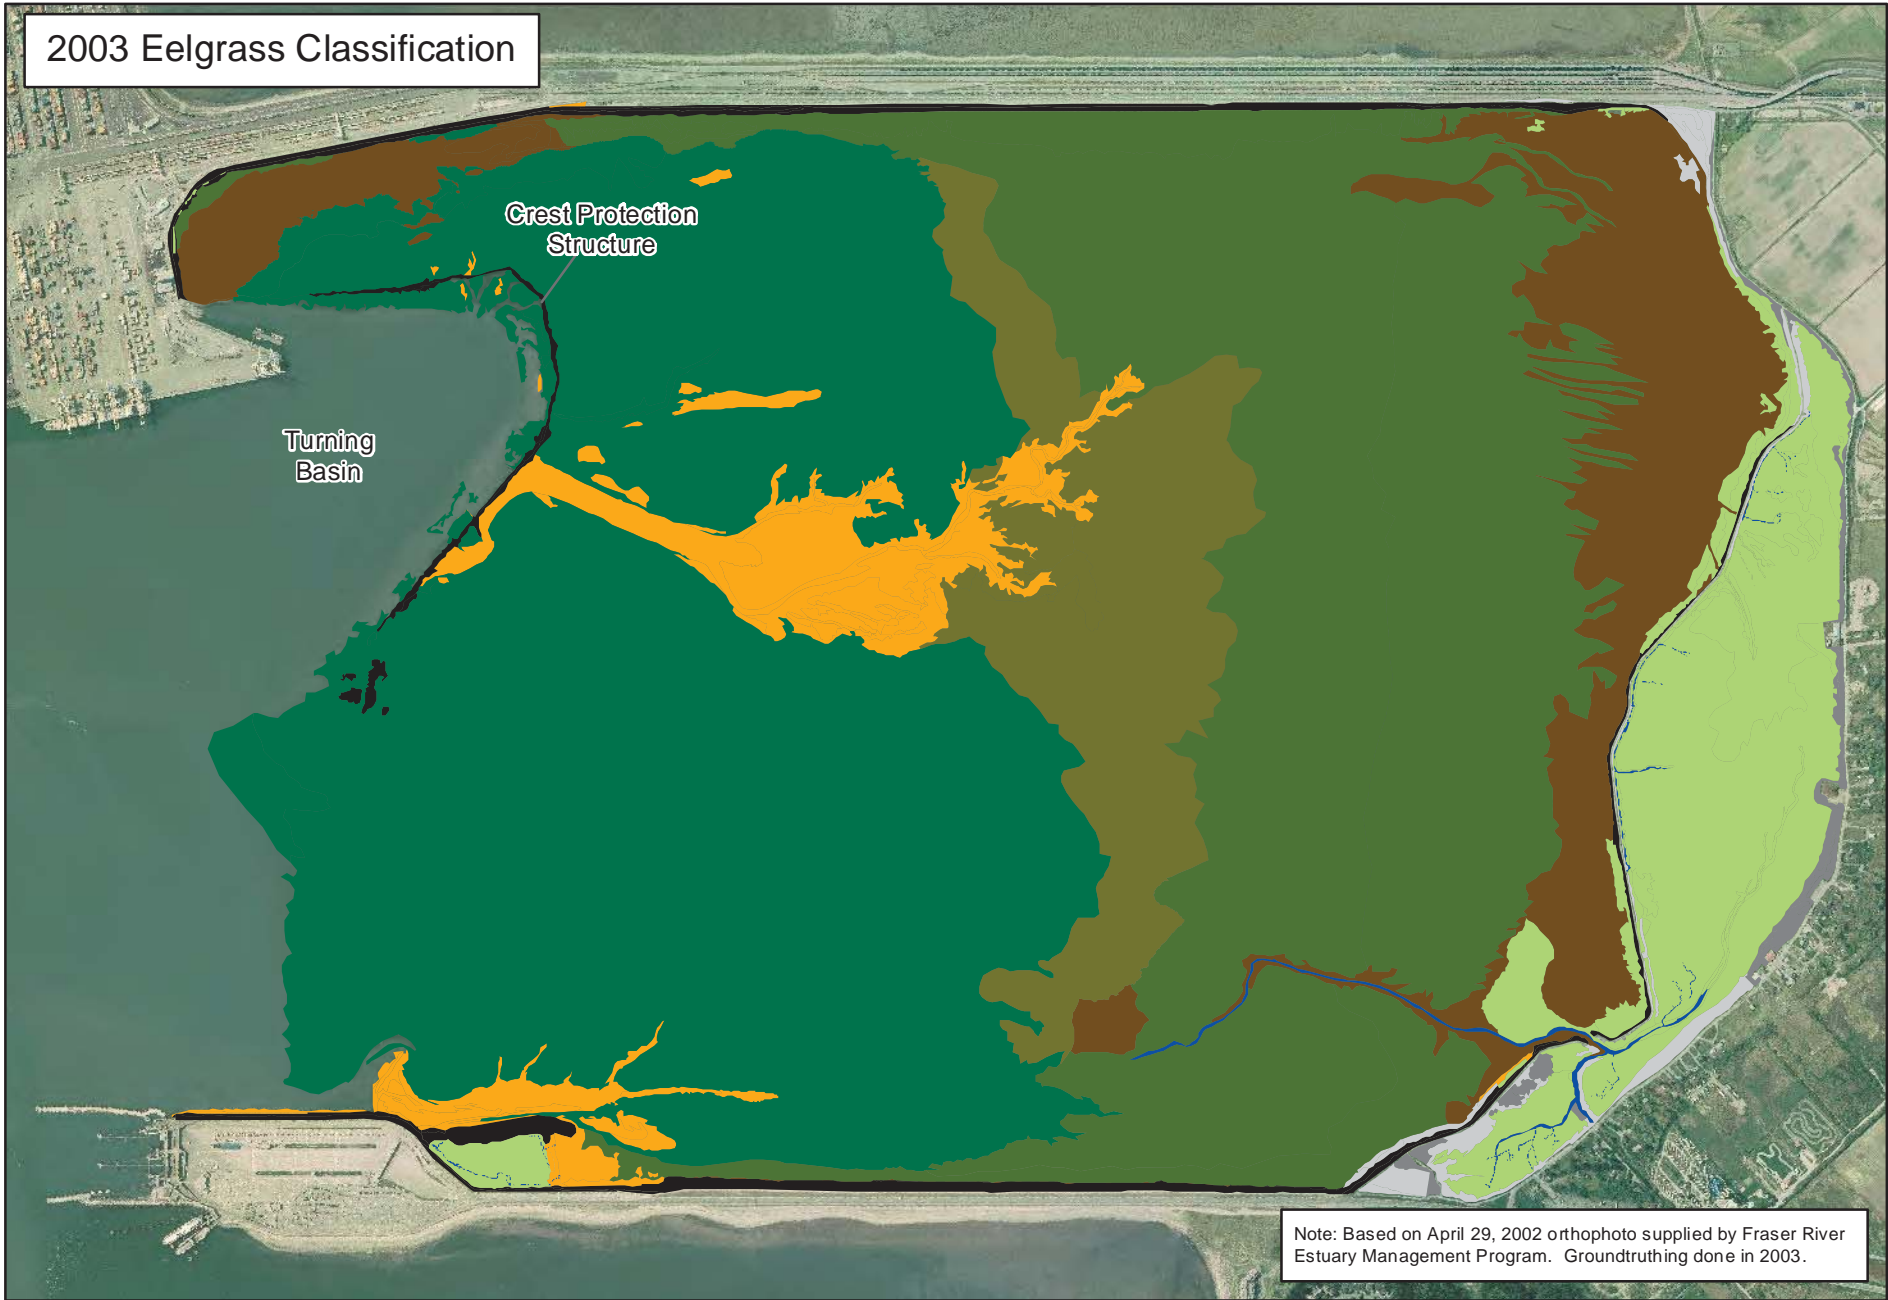 2003 Eelgrass Classification
Crest Protection
Structure
Turning
Basin
Note: Based on April 29, 2002 orthophoto supplied by Fraser River
Estuary Management Program. Groundtruthing done in 2003.